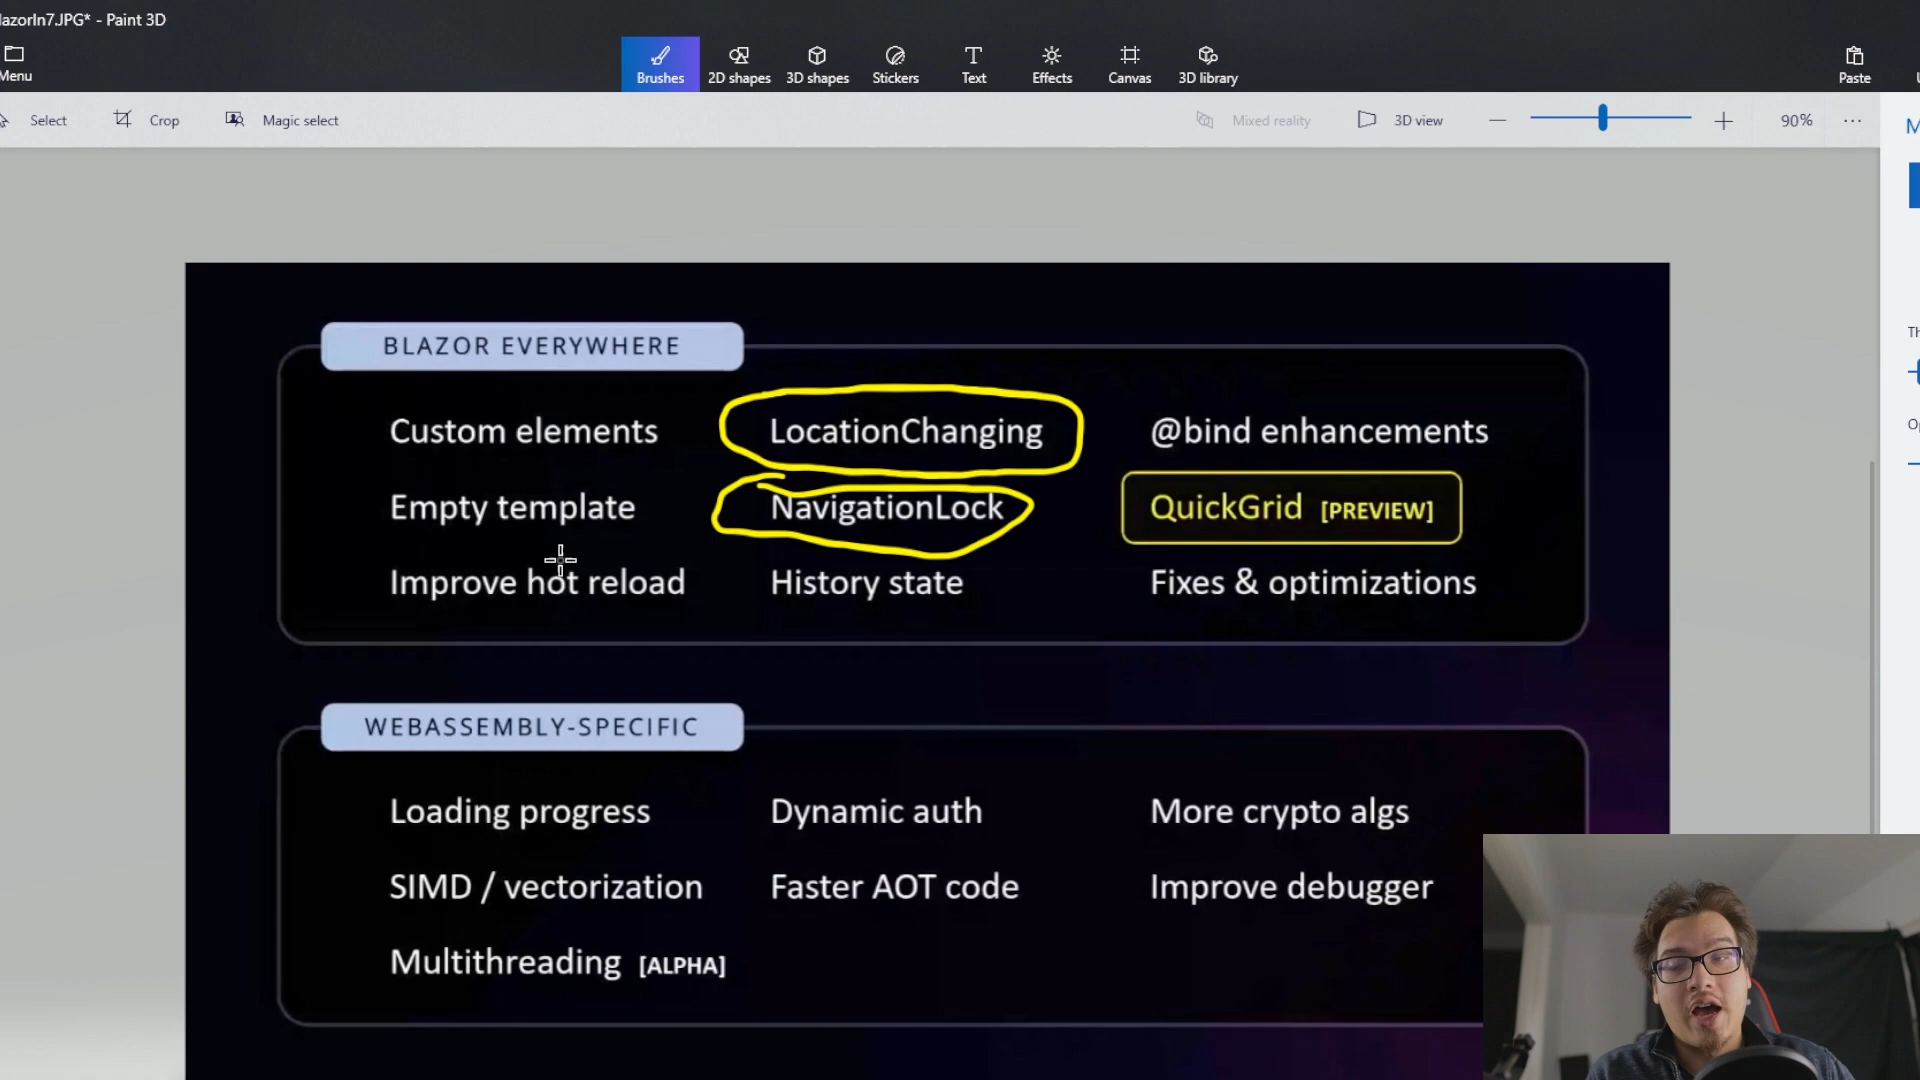 lazorIn7.JPG* - Paint 3D
Menu
Brushes
2D shapes
3D shapes
Stickers
Text
Effects
Canvas
3D library
Paste
Select
Crop
Magic select
Mixed reality
3D view
90%
BLAZOR EVERYWHERE
Custom elements
LocationChanging
@bind enhancements
Empty template
NavigationLock
QuickGrid [PREVIEW]
Improve hot reload
History state
Fixes & optimizations
WEBASSEMBLY-SPECIFIC
Loading progress
Dynamic auth
More crypto algs
SIMD / vectorization
Faster AOT code
Improve debugger
Multithreading [ALPHA]